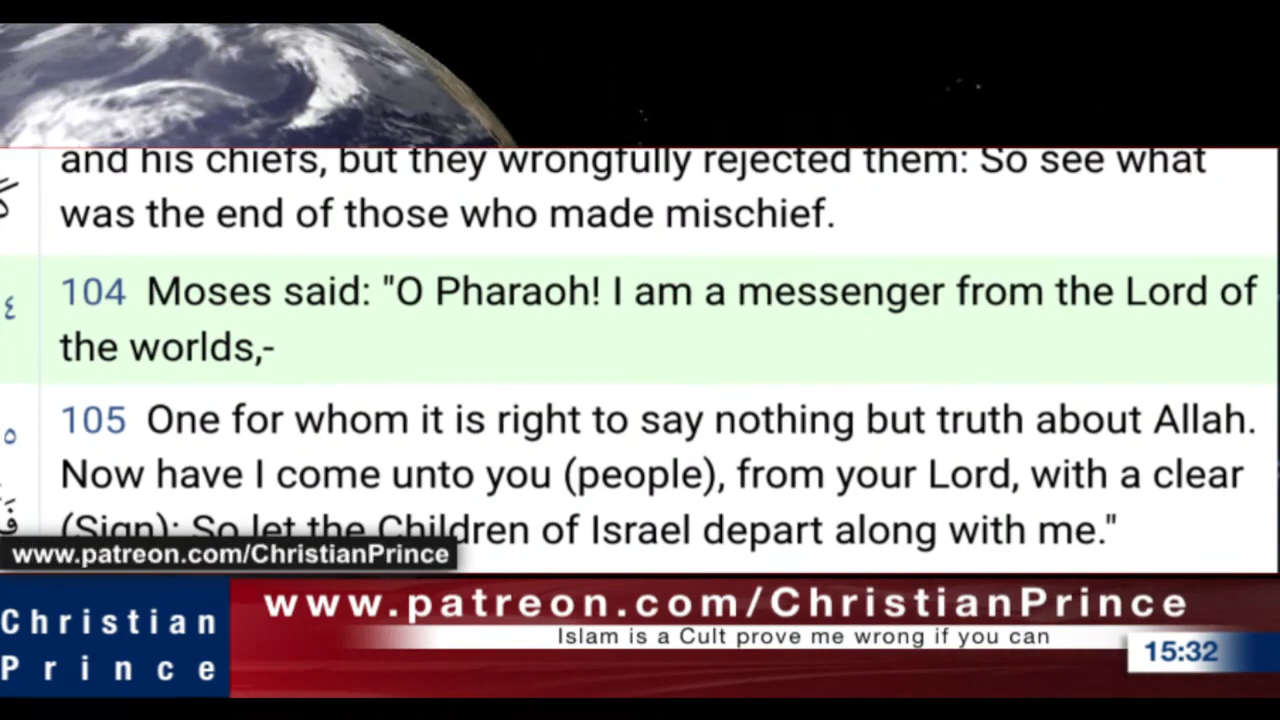 and his chiefs, but they wrongfully rejected them: So see what
was the end of those who made mischief.
104 Moses said: "O Pharaoh! I am a messenger from the Lord of
the worlds,-
105 One for whom it is right to say nothing but truth about Allah.
Now have I come unto you (people), from your Lord, with a clear
(Sign): So let the Children of Israel depart along with me."
٤
٥
www.patreon.com/ChristianPrince
Christian
Prince
www.patreon.com/ChristianPrince
Islam is a Cult prove me wrong if you can
15:32